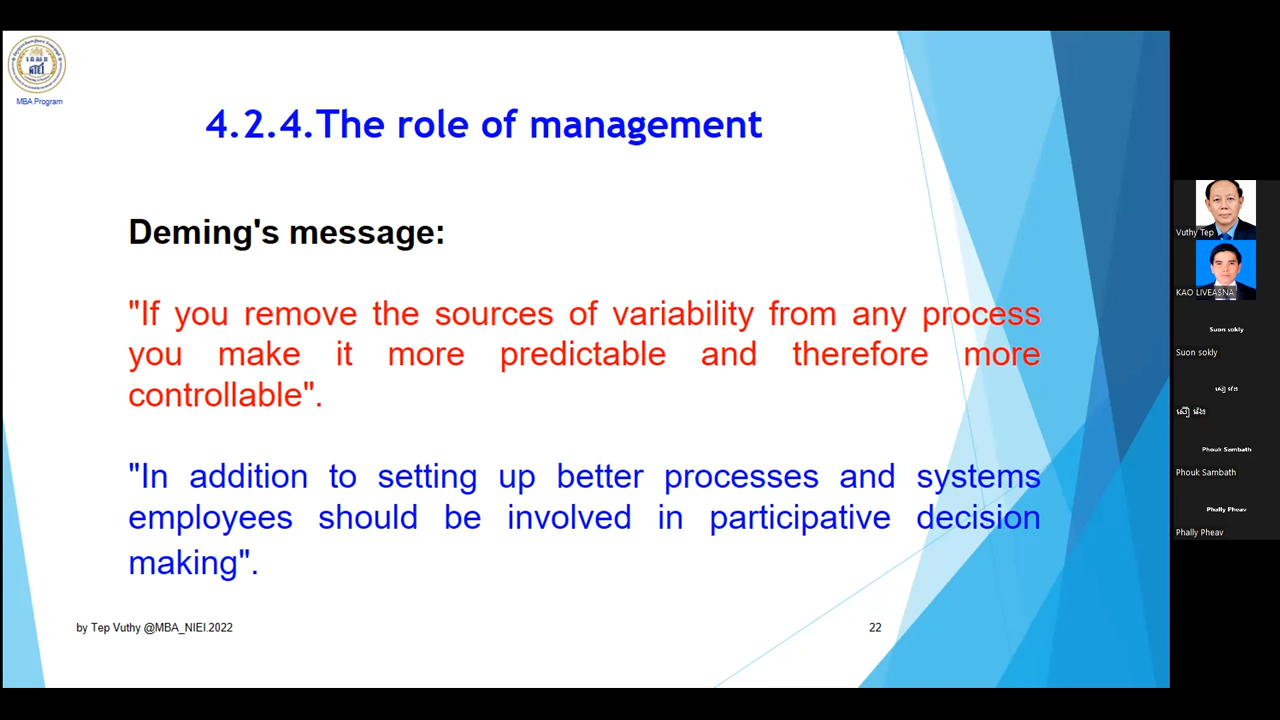 NIEI
MBA Program
4.2.4.The role of management
Deming's message:
"If you remove the sources of variability from any process
you make it more predictable and therefore more
controllable".
"In addition to setting up better processes and systems
employees should be involved in participative decision
making".
by Tep Vuthy @MBA_NIEI.2022
22
Vuthy Tep
KAO LIVEASNA
Suon sokly
Suon sokly
Phouk Sambath
Phouk Sambath
Phally Pheav
Phally Pheav